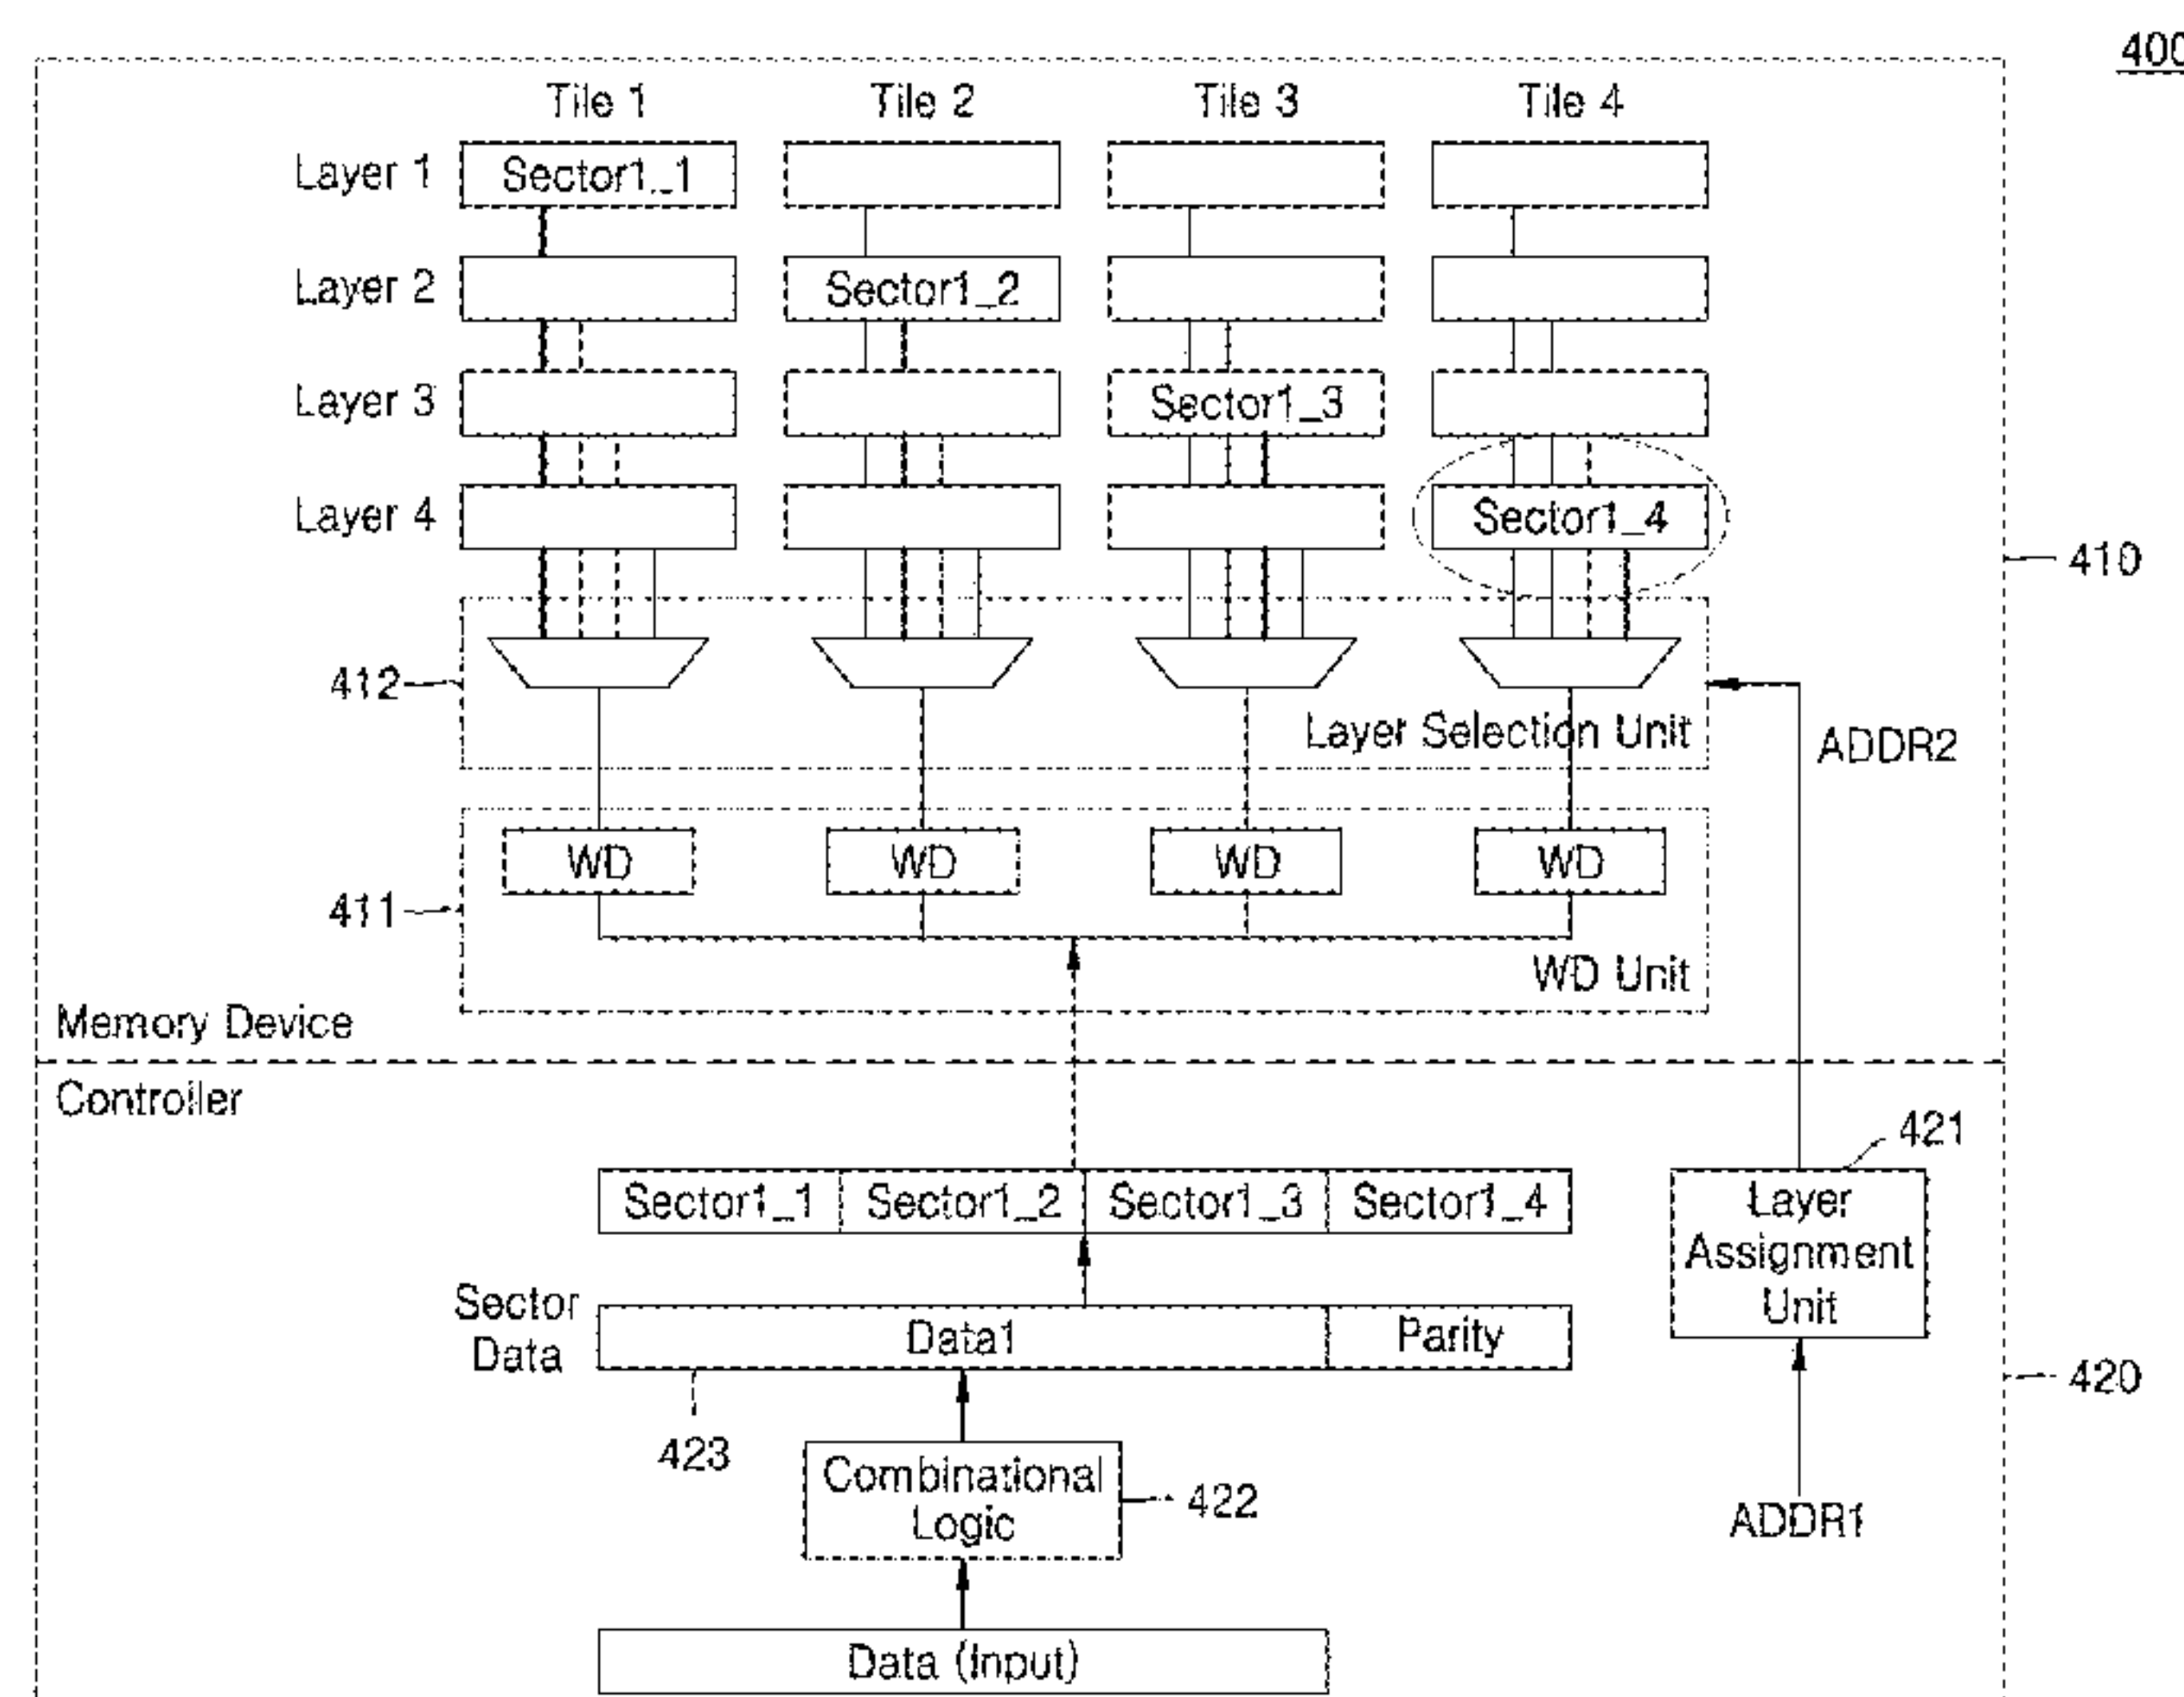 400
Tile 1 Tile 2 Tile 3 Tile 4
Layer 1 Sector1_1
Layer 2 Sector1_2
Layer 3 Sector1_3
Layer 4 Sector1_4
410
412
Layer Selection Unit
ADDR2
WD WD WD WD
411
WD Unit
Memory Device
Controller
421
Sector1_1 Sector1_2 Sector1_3 Sector1_4
Layer
Assignment
Unit
Sector
Data
Data1 Parity
420
423
Combinational
Logic
422
ADDR1
Data (Input)